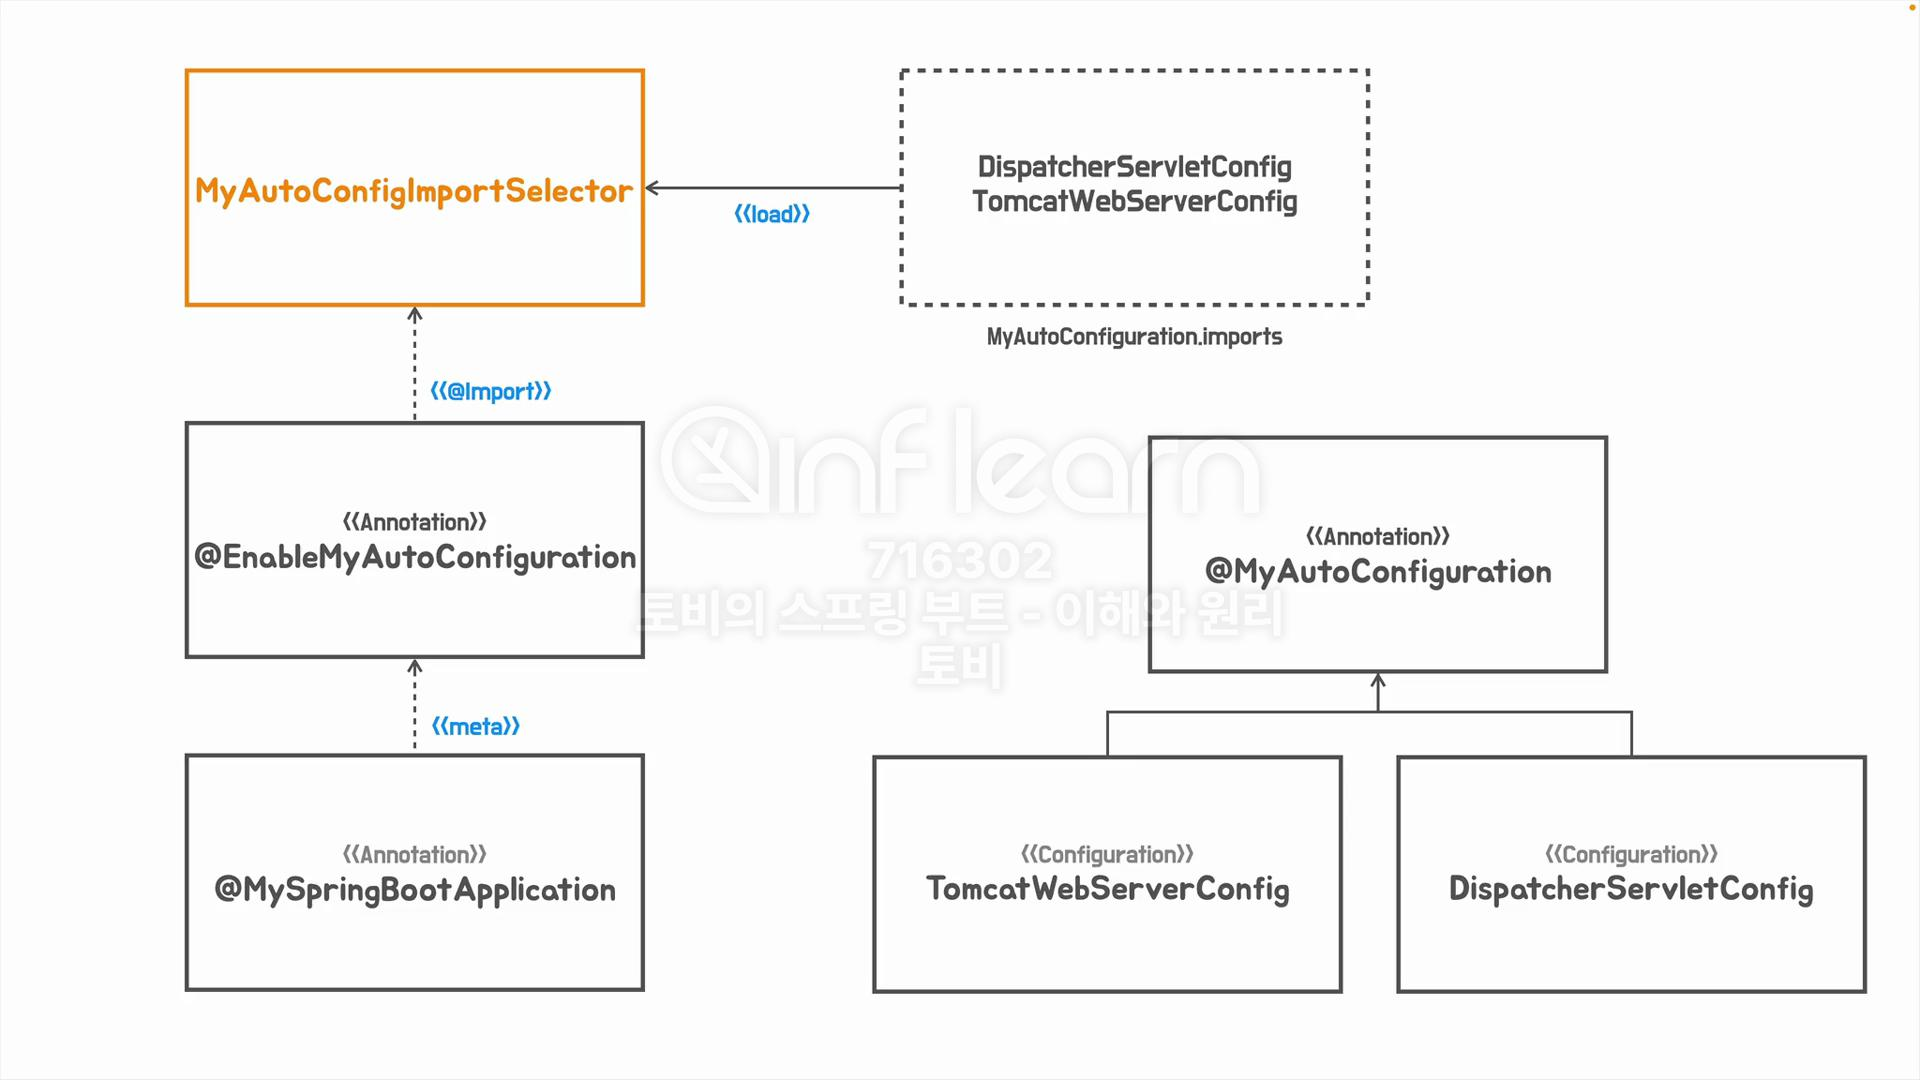 MyAutoConfigImportSelector
<<load>>
DispatcherServletConfig
TomcatWebServerConfig
MyAutoConfiguration.imports
<<@Import>>
<<Annotation>>
@EnableMyAutoConfiguration
<<Annotation>>
@MyAutoConfiguration
inflearn
716302
토비의 스프링 부트 - 이해와 원리
토비
<<meta>>
<<Annotation>>
@MySpringBootApplication
<<Configuration>>
TomcatWebServerConfig
<<Configuration>>
DispatcherServletConfig